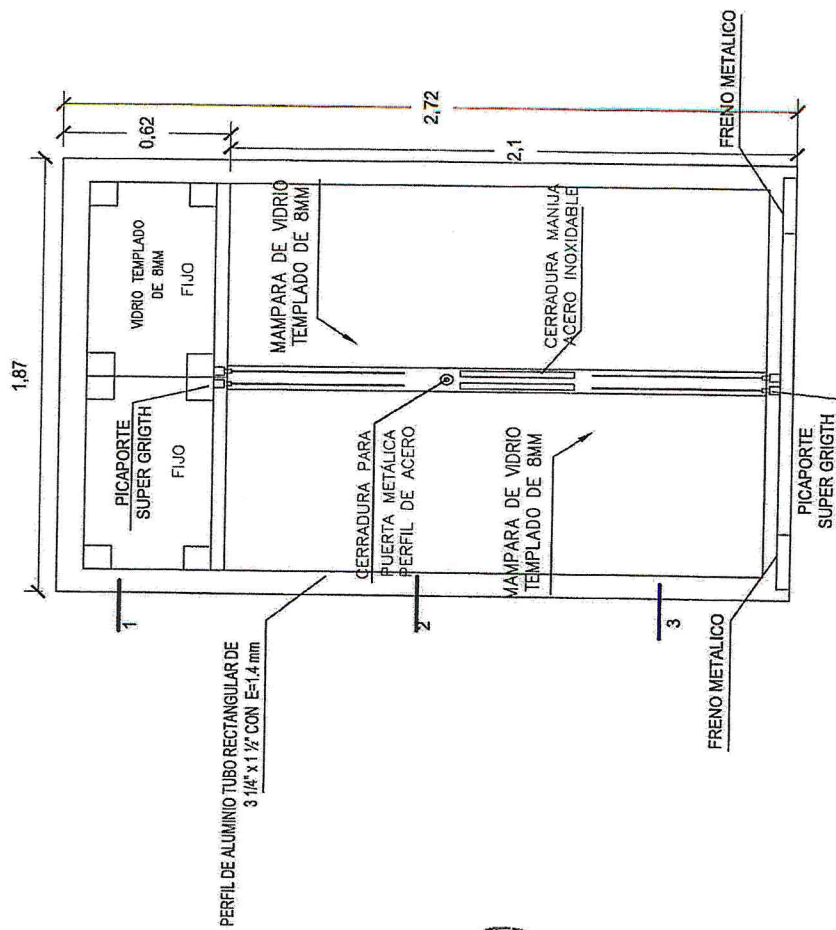 1,87
0,62
2,72
2,1
VIDRIO TEMPLADO
DE 8MM
FIJO
FIJO
PICAPORTE
SUPER GRIGTH
MAMPARA DE VIDRIO
TEMPLADO DE 8MM
CERRADURA PARA
PUERTA METÁLICA
PERFIL DE ACERO
CERRADURA MANIJA
ACERO INOXIDABLE
MAMPARA DE VIDRIO
TEMPLADO DE 8MM
PERFIL DE ALUMINIO TUBO RECTANGULAR DE
3 1/4" x 1 ½" CON E=1.4 mm
1
2
3
FRENO METALICO
FRENO METALICO
PICAPORTE
SUPER GRIGTH